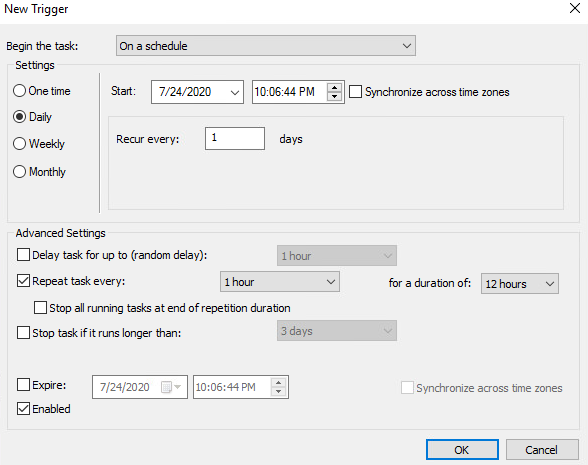 New Trigger
Begin the task: On a schedule
Settings
One time
Start: 7/24/2020 10:06:44 PM Synchronize across time zones
Daily
Recur every: 1 days
Weekly
Monthly
Advanced Settings
Delay task for up to (random delay): 1 hour
Repeat task every: 1 hour for a duration of: 12 hours
Stop all running tasks at end of repetition duration
Stop task if it runs longer than: 3 days
Expire: 7/24/2020 10:06:44 PM Synchronize across time zones
Enabled
OK Cancel